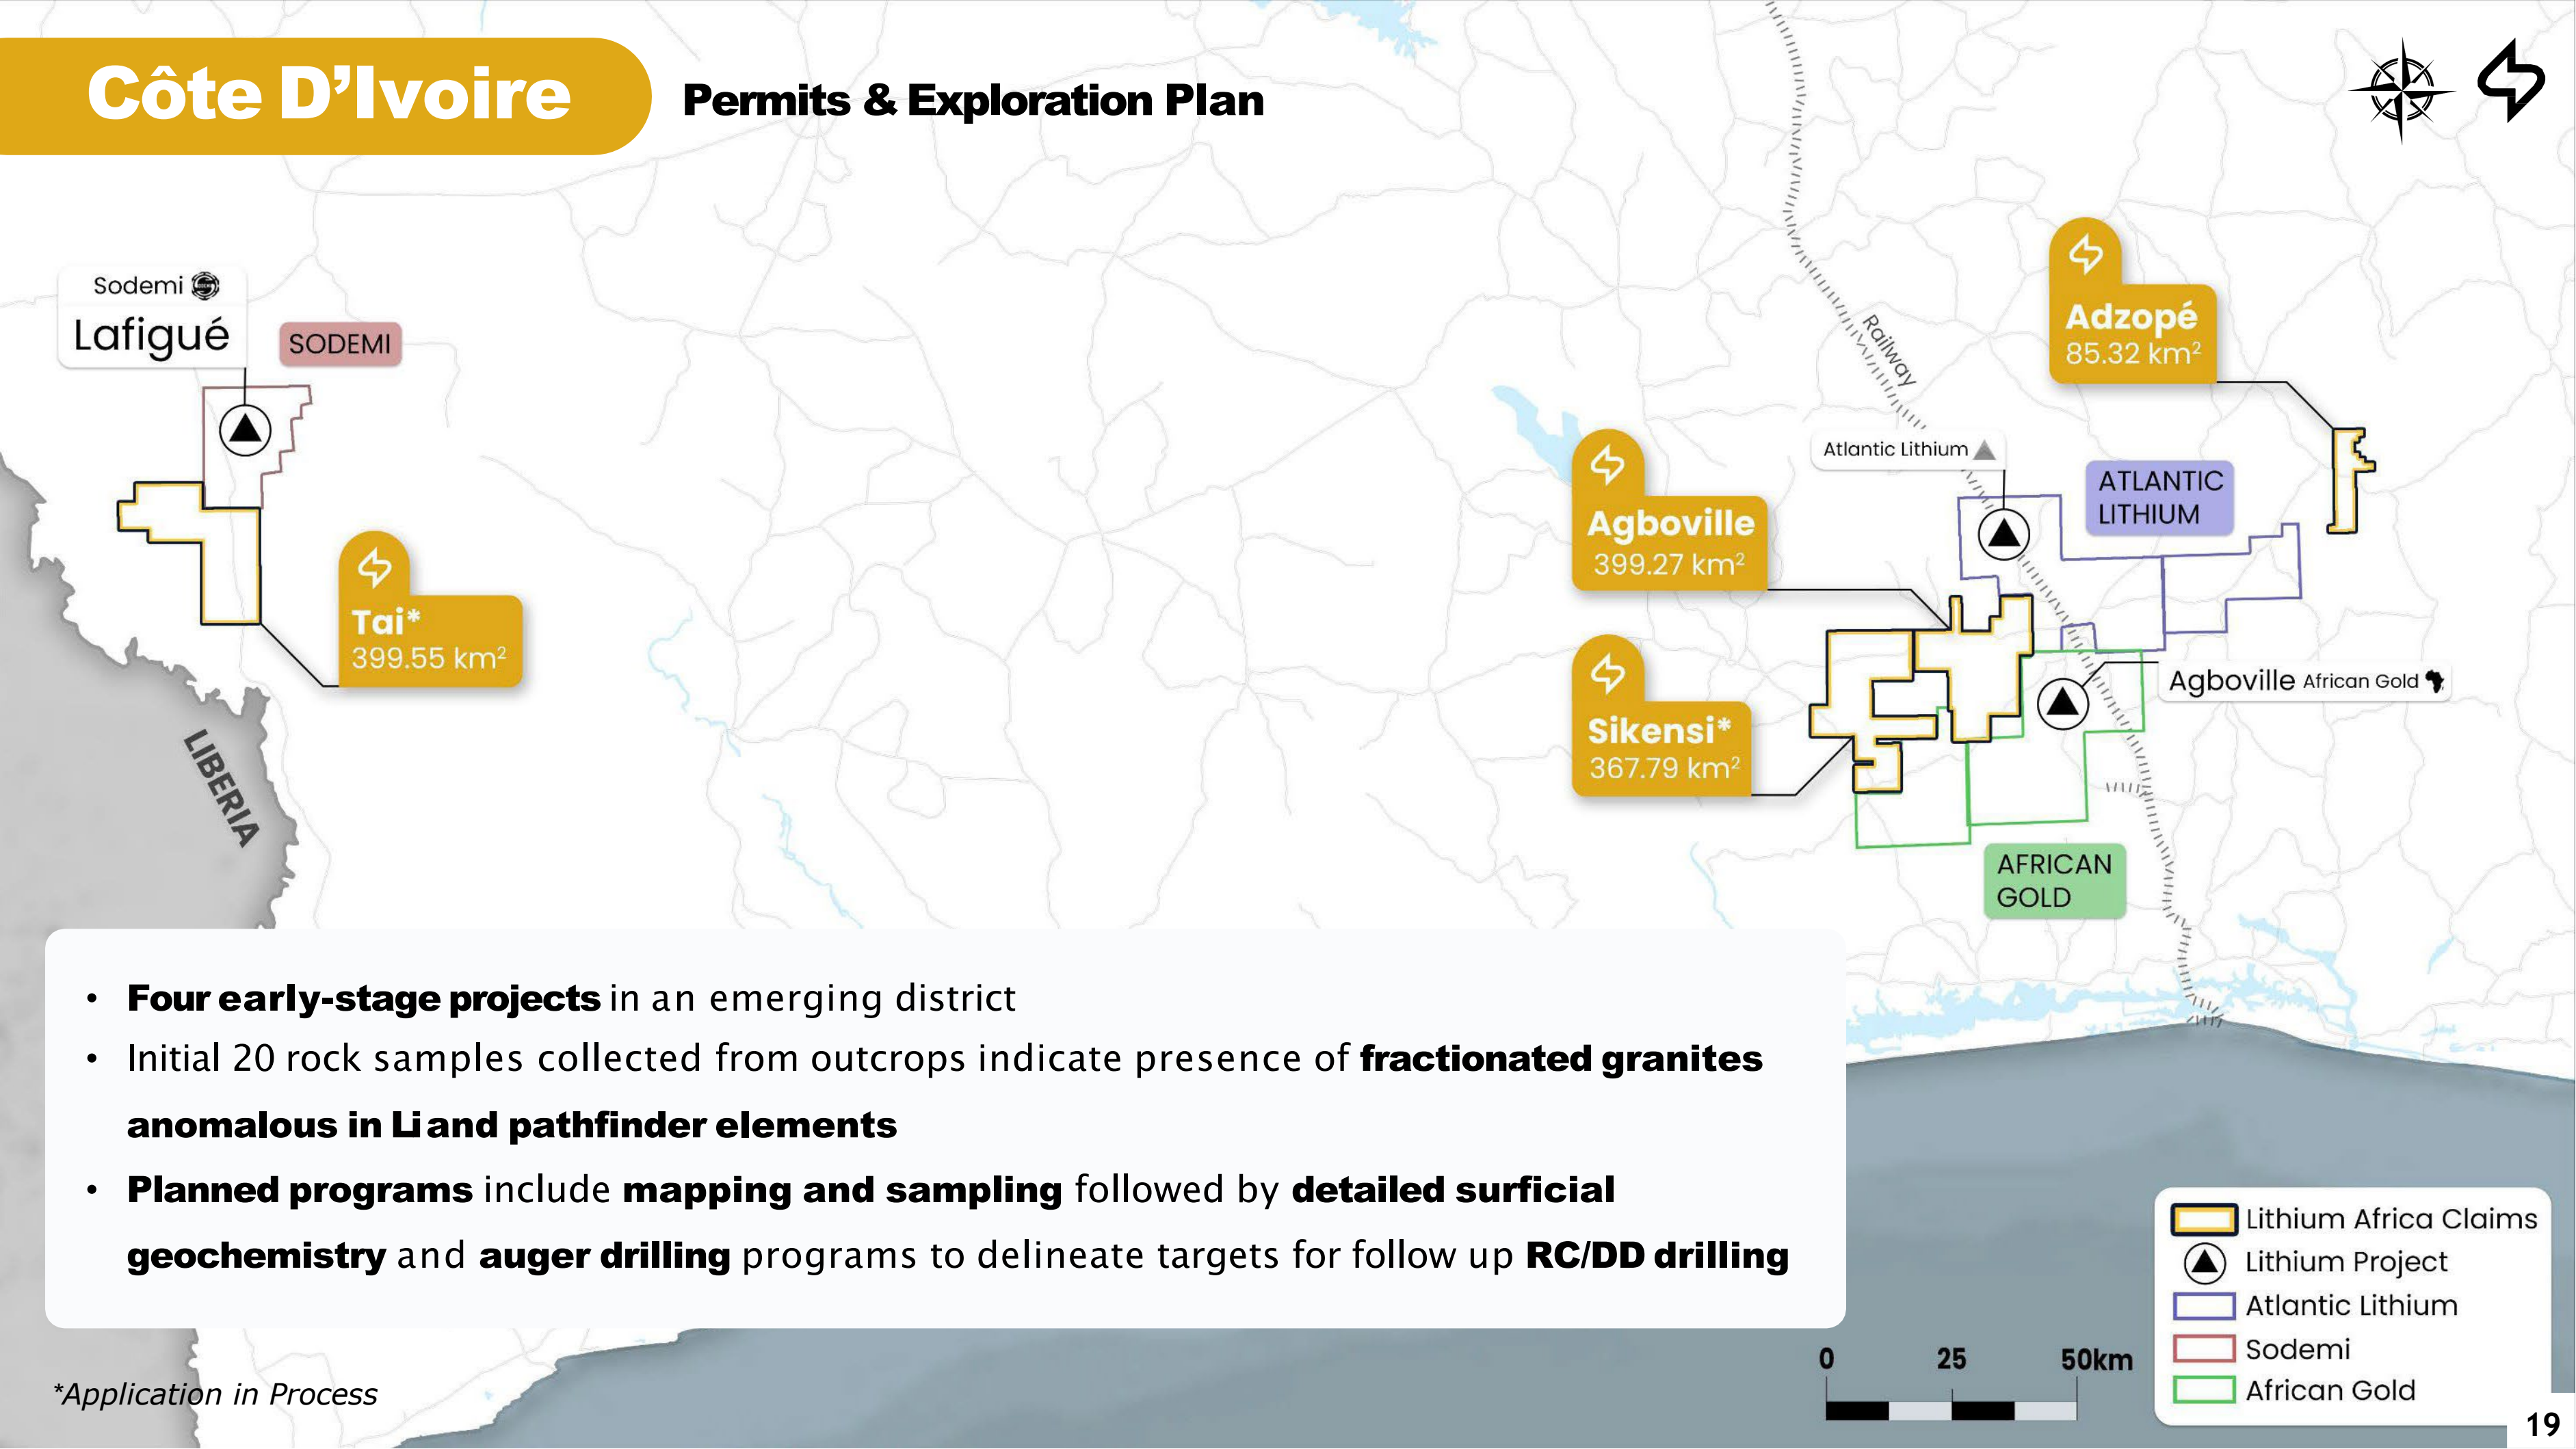 Côte D’Ivoire
Permits & Exploration Plan
Sodemi
Lafigué
SODEMI
Tai*
399.55 km²
LIBERIA
Railway
Adzopé
85.32 km²
Atlantic Lithium
ATLANTIC
LITHIUM
Agboville
399.27 km²
Sikensi*
367.79 km²
Agboville African Gold
AFRICAN
GOLD
• Four early-stage projects in an emerging district
• Initial 20 rock samples collected from outcrops indicate presence of fractionated granites
anomalous in Li and pathfinder elements
• Planned programs include mapping and sampling followed by detailed surficial
geochemistry and auger drilling programs to delineate targets for follow up RC/DD drilling
*Application in Process
0 25 50km
Lithium Africa Claims
Lithium Project
Atlantic Lithium
Sodemi
African Gold
19